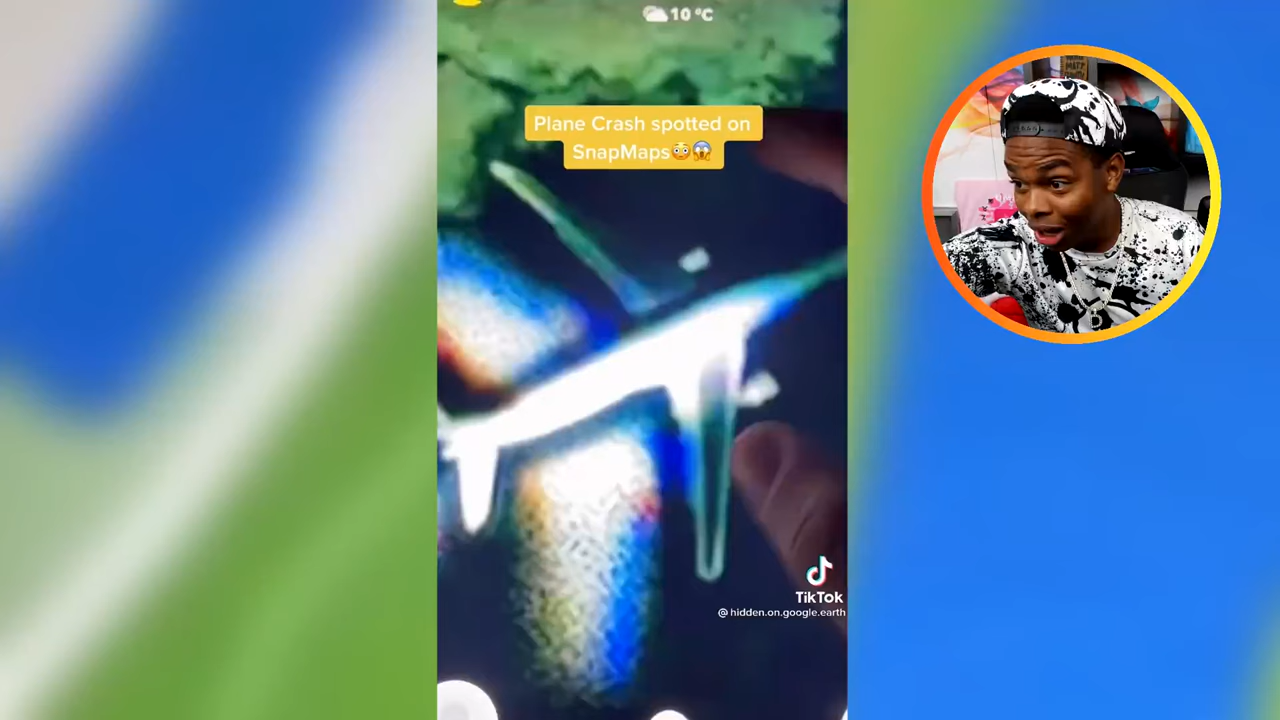 10 °C
Plane Crash spotted on
SnapMaps😳😱
TikTok
@hidden.on.google.earth